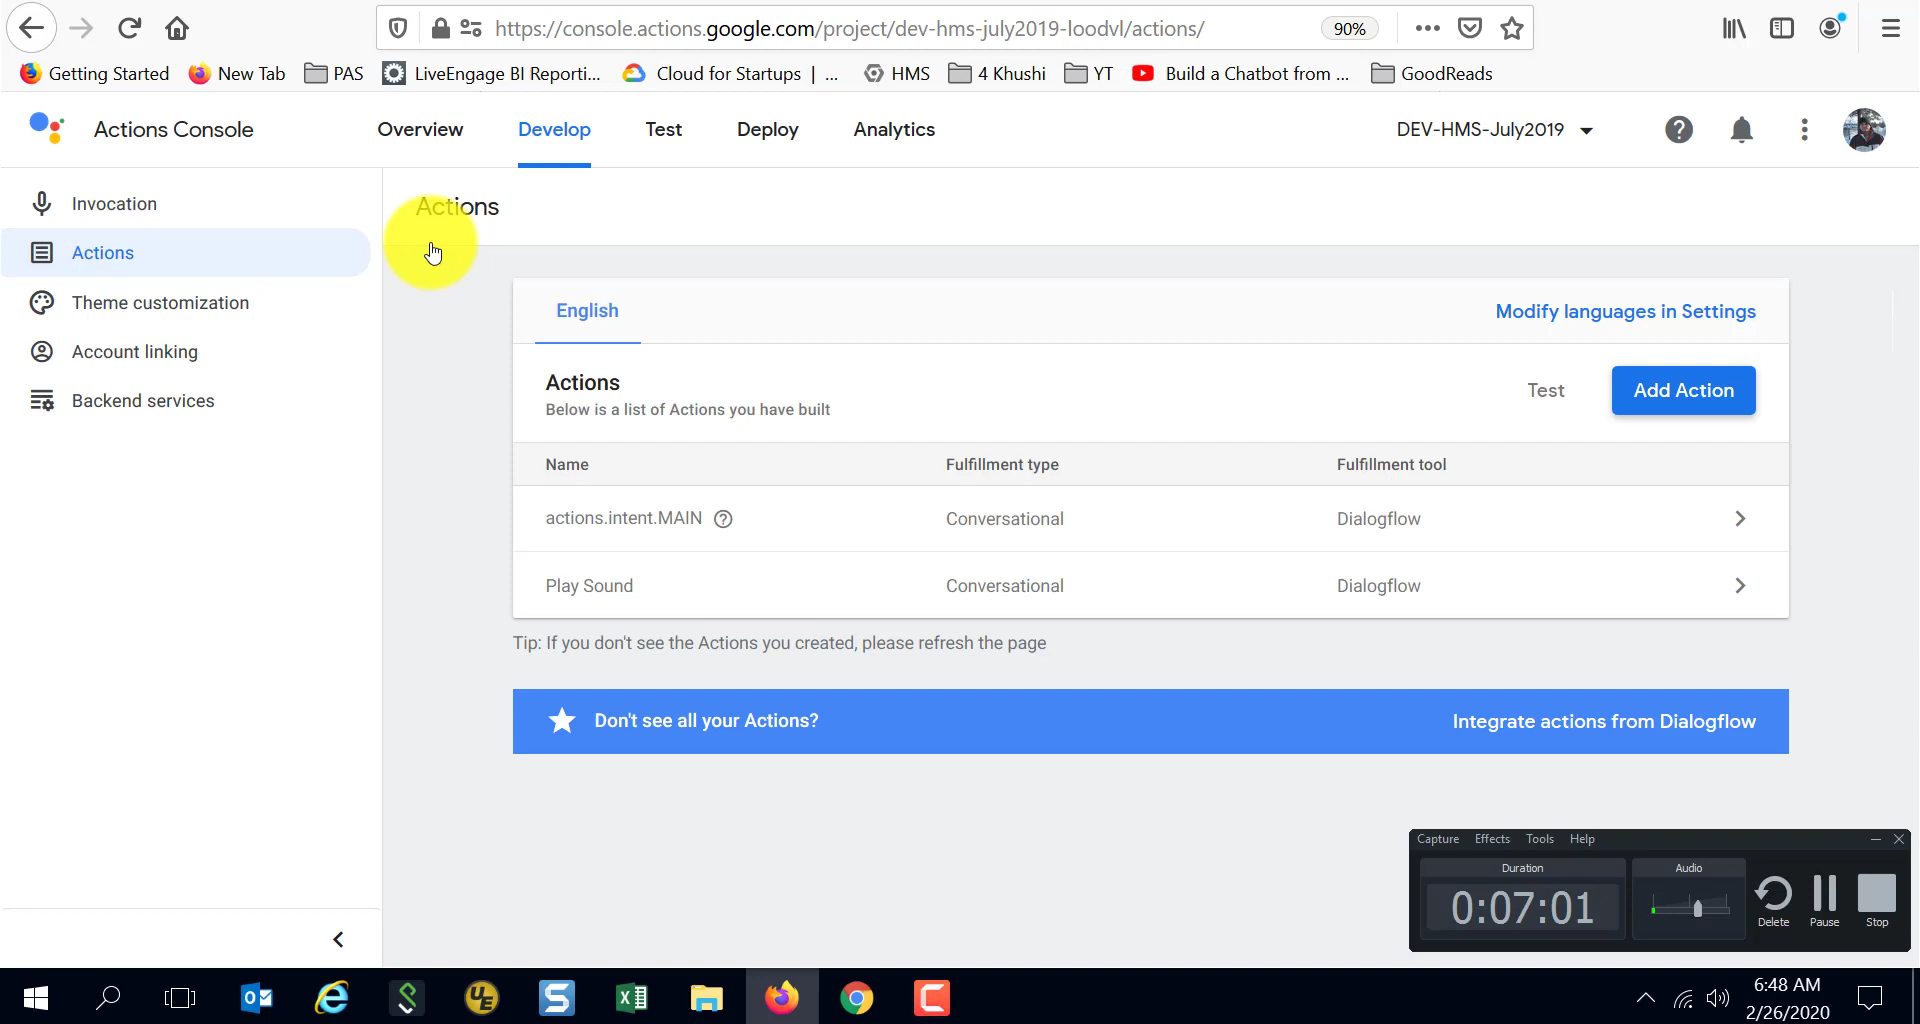 https://console.actions.google.com/project/dev-hms-july2019-loodvl/actions/
90%
Getting Started
New Tab
PAS
LiveEngage BI Reporti...
Cloud for Startups | ...
HMS
4 Khushi
YT
Build a Chatbot from ...
GoodReads
Actions Console
Overview
Develop
Test
Deploy
Analytics
DEV-HMS-July2019
Invocation
Actions
Theme customization
Account linking
Backend services
Actions
English
Modify languages in Settings
Actions
Below is a list of Actions you have built
Test
Add Action
Name
Fulfillment type
Fulfillment tool
actions.intent.MAIN
Conversational
Dialogflow
Play Sound
Conversational
Dialogflow
Tip: If you don't see the Actions you created, please refresh the page
Don't see all your Actions?
Integrate actions from Dialogflow
Capture
Effects
Tools
Help
Duration
0:07:01
Audio
Delete
Pause
Stop
6:48 AM
2/26/2020